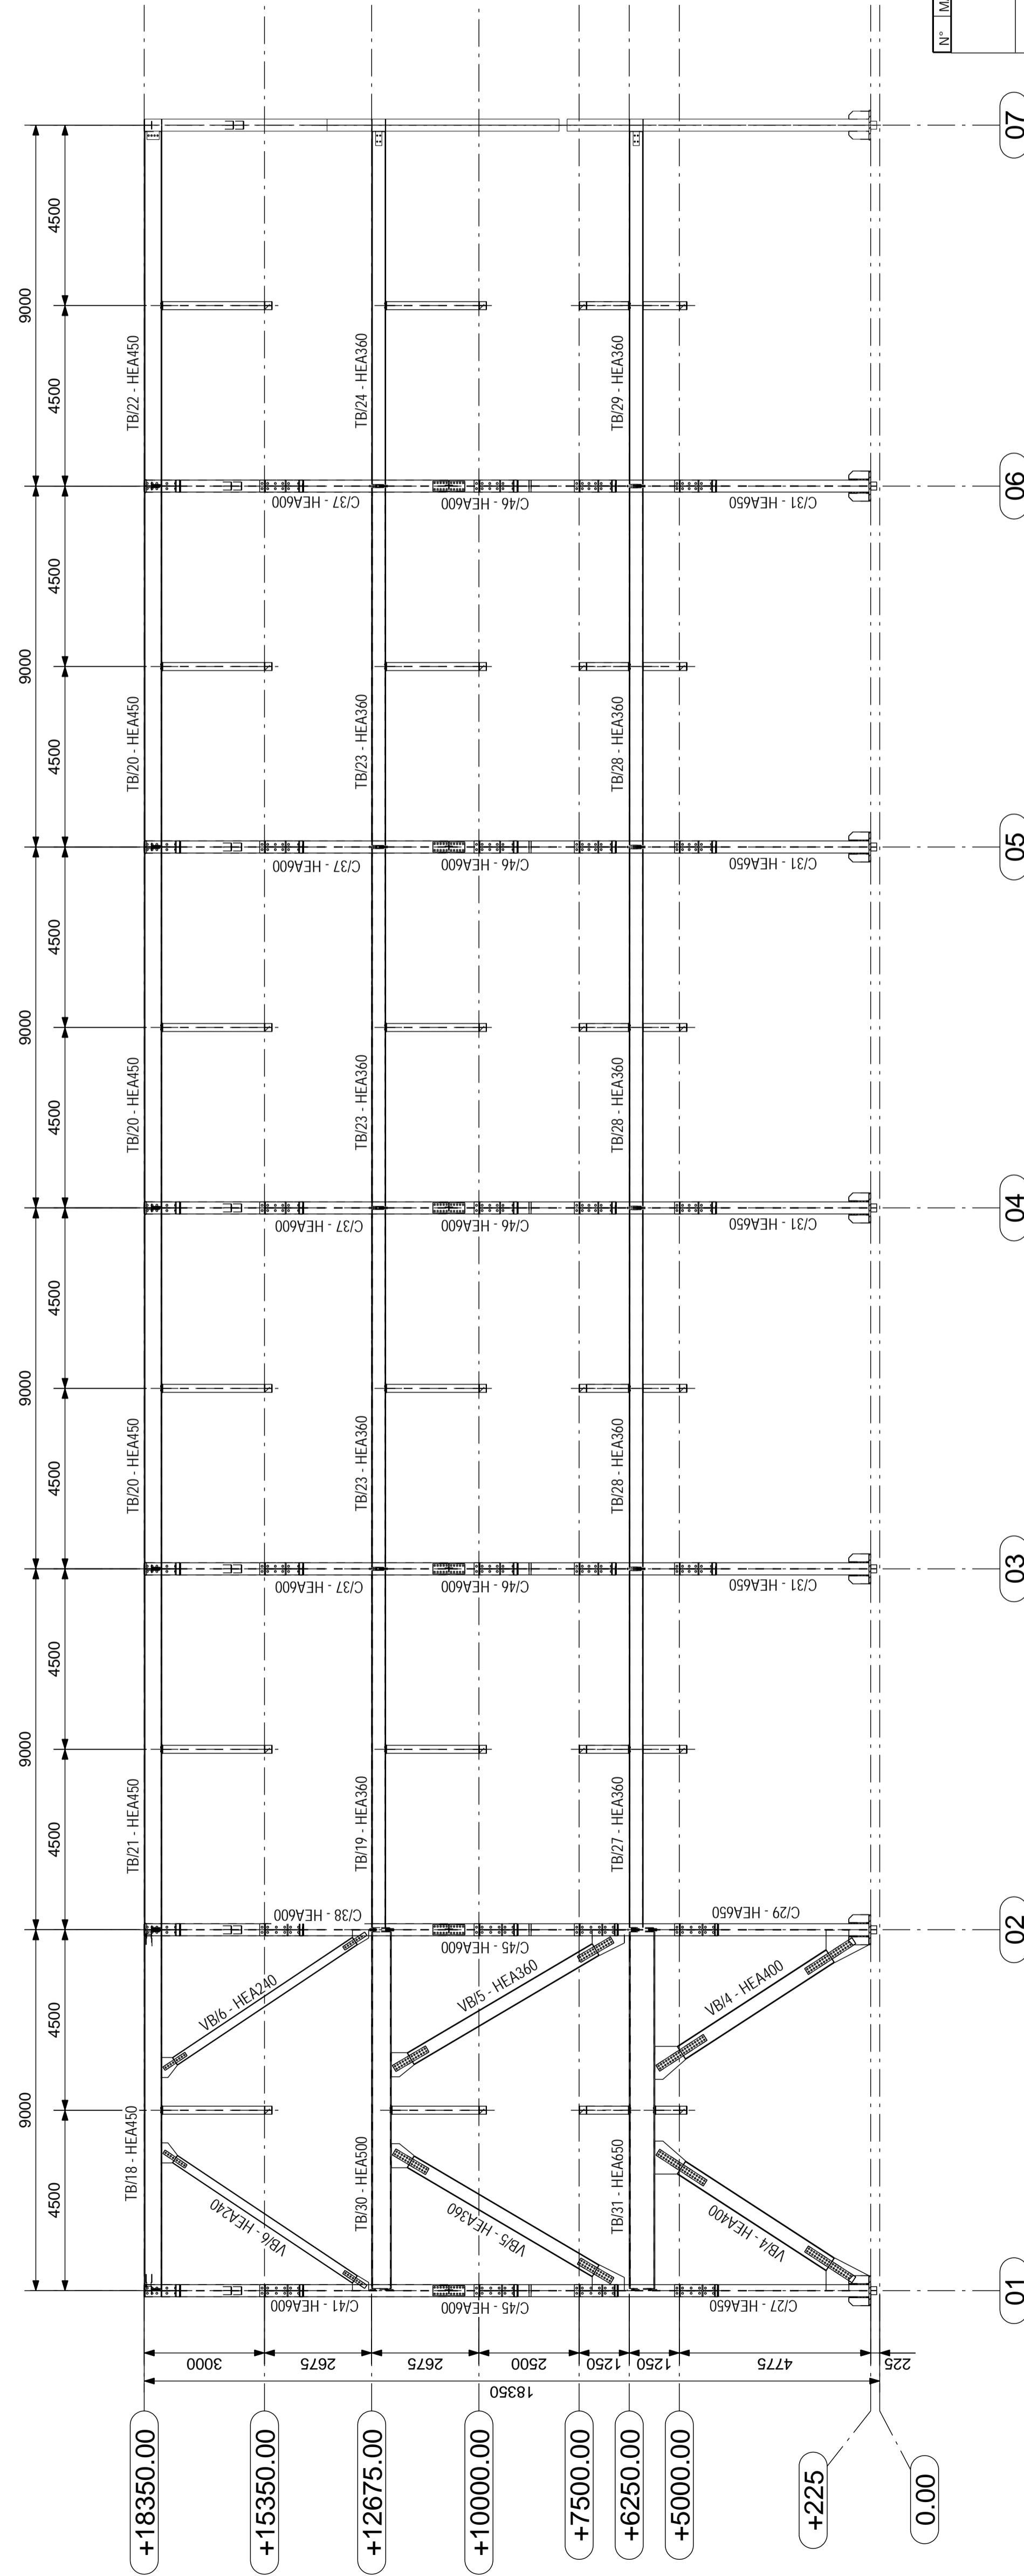 N°
9000
9000
9000
9000
9000
9000
4500
4500
4500
4500
4500
4500
4500
4500
4500
4500
4500
4500
TB/18 - HEA450
TB/21 - HEA450
TB/20 - HEA450
TB/20 - HEA450
TB/20 - HEA450
TB/22 - HEA450
+18350.00
3000
VB/6 - HEA240
VB/6 - HEA240
C/41 - HEA600
C/38 - HEA600
C/37 - HEA600
C/37 - HEA600
C/37 - HEA600
C/37 - HEA600
+15350.00
2675
TB/30 - HEA500
TB/19 - HEA360
TB/23 - HEA360
TB/23 - HEA360
TB/23 - HEA360
TB/24 - HEA360
+12675.00
2675
VB/5 - HEA360
VB/5 - HEA360
C/45 - HEA600
C/45 - HEA600
C/46 - HEA600
C/46 - HEA600
C/46 - HEA600
C/46 - HEA600
+10000.00
2500
18350
+7500.00
1250
TB/31 - HEA650
TB/27 - HEA360
TB/28 - HEA360
TB/28 - HEA360
TB/28 - HEA360
TB/29 - HEA360
+6250.00
1250
+5000.00
VB/4 - HEA400
VB/4 - HEA400
C/27 - HEA650
C/29 - HEA650
C/31 - HEA650
C/31 - HEA650
C/31 - HEA650
C/31 - HEA650
4775
+225
225
0.00
01
02
03
04
05
06
07